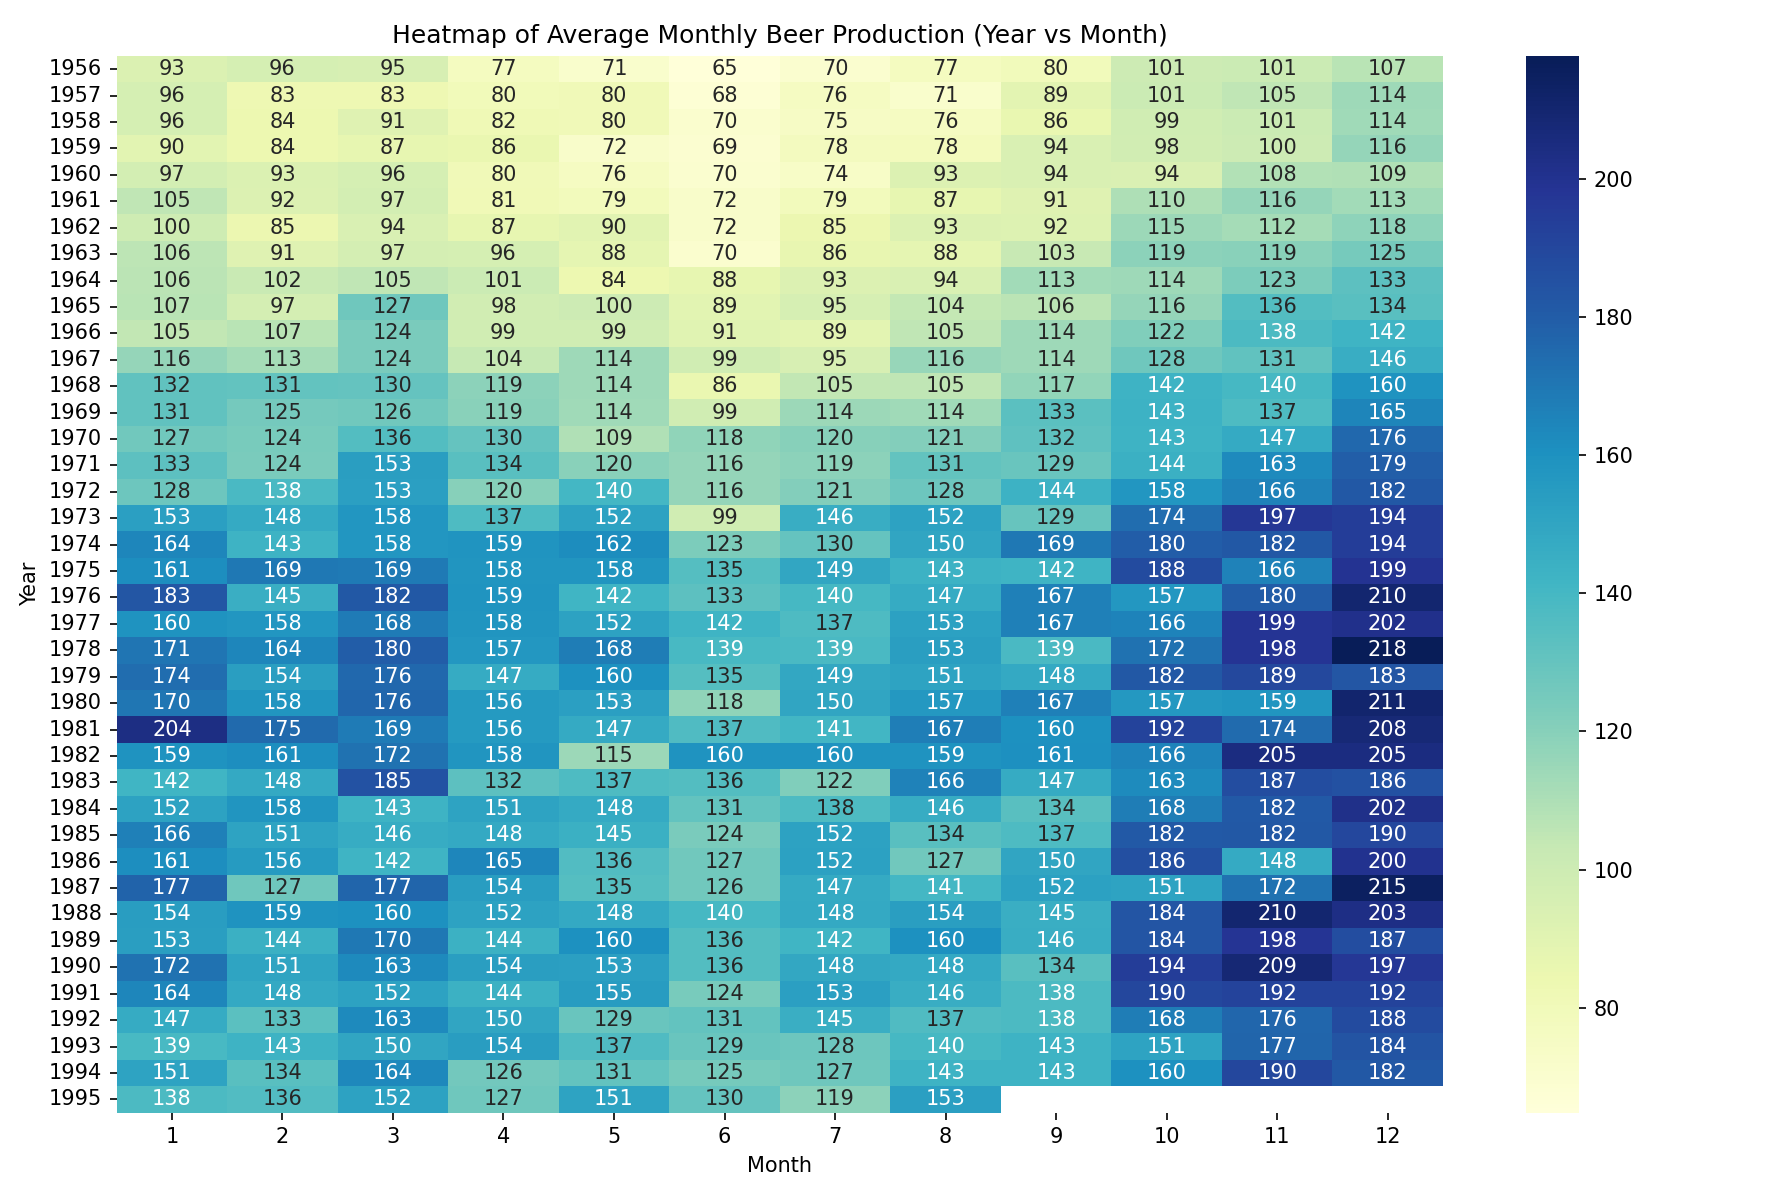 Heatmap of Average Monthly Beer Production (Year vs Month)
1956 93 96 95 77 71 65 70 77 80 101 101 107
1957 96 83 83 80 80 68 76 71 89 101 105 114
1958 96 84 91 82 80 70 75 76 86 99 101 114
1959 90 84 87 86 72 69 78 78 94 98 100 116
1960 97 93 96 80 76 70 74 93 94 94 108 109
1961 105 92 97 81 79 72 79 87 91 110 116 113
1962 100 85 94 87 90 72 85 93 92 115 112 118
1963 106 91 97 96 88 70 86 88 103 119 119 125
1964 106 102 105 101 84 88 93 94 113 114 123 133
1965 107 97 127 98 100 89 95 104 106 116 136 134
1966 105 107 124 99 99 91 89 105 114 122 138 142
1967 116 113 124 104 114 99 95 116 114 128 131 146
1968 132 131 130 119 114 86 105 105 117 142 140 160
1969 131 125 126 119 114 99 114 114 133 143 137 165
1970 127 124 136 130 109 118 120 121 132 143 147 176
1971 133 124 153 134 120 116 119 131 129 144 163 179
1972 128 138 153 120 140 116 121 128 144 158 166 182
1973 153 148 158 137 152 99 146 152 129 174 197 194
1974 164 143 158 159 162 123 130 150 169 180 182 194
1975 161 169 169 158 158 135 149 143 142 188 166 199
1976 183 145 182 159 142 133 140 147 167 157 180 210
1977 160 158 168 158 152 142 137 153 167 166 199 202
1978 171 164 180 157 168 139 139 153 139 172 198 218
1979 174 154 176 147 160 135 149 151 148 182 189 183
1980 170 158 176 156 153 118 150 157 167 157 159 211
1981 204 175 169 156 147 137 141 167 160 192 174 208
1982 159 161 172 158 115 160 160 159 161 166 205 205
1983 142 148 185 132 137 136 122 166 147 163 187 186
1984 152 158 143 151 148 131 138 146 134 168 182 202
1985 166 151 146 148 145 124 152 134 137 182 182 190
1986 161 156 142 165 136 127 152 127 150 186 148 200
1987 177 127 177 154 135 126 147 141 152 151 172 215
1988 154 159 160 152 148 140 148 154 145 184 210 203
1989 153 144 170 144 160 136 142 160 146 184 198 187
1990 172 151 163 154 153 136 148 148 134 194 209 197
1991 164 148 152 144 155 124 153 146 138 190 192 192
1992 147 133 163 150 129 131 145 137 138 168 176 188
1993 139 143 150 154 137 129 128 140 143 151 177 184
1994 151 134 164 126 131 125 127 143 143 160 190 182
1995 138 136 152 127 151 130 119 153
1 2 3 4 5 6 7 8 9 10 11 12
Month
Year
200
180
160
140
120
100
80